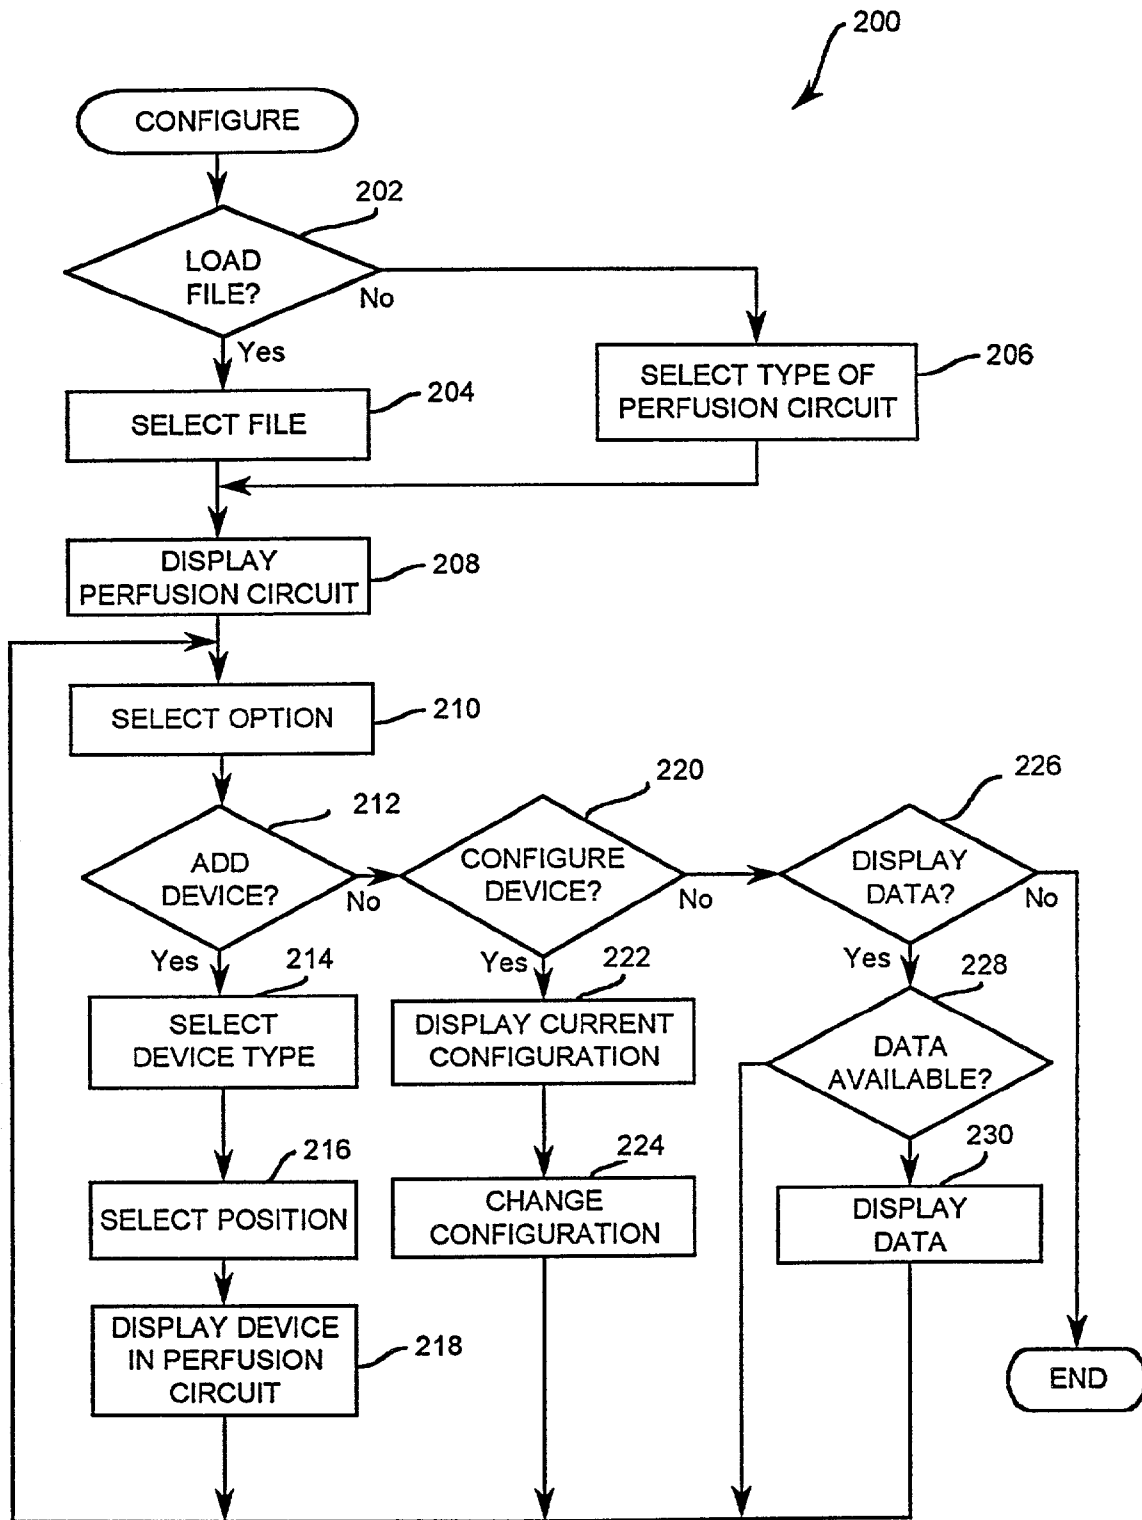 200
CONFIGURE
202
LOAD
FILE?
No
Yes
204
SELECT FILE
206
SELECT TYPE OF
PERFUSION CIRCUIT
208
DISPLAY
PERFUSION CIRCUIT
210
SELECT OPTION
212
ADD
DEVICE?
No
Yes
220
CONFIGURE
DEVICE?
No
Yes
226
DISPLAY
DATA?
No
Yes
214
SELECT
DEVICE TYPE
222
DISPLAY CURRENT
CONFIGURATION
228
DATA
AVAILABLE?
216
SELECT POSITION
224
CHANGE
CONFIGURATION
230
DISPLAY
DATA
218
DISPLAY DEVICE
IN PERFUSION
CIRCUIT
END